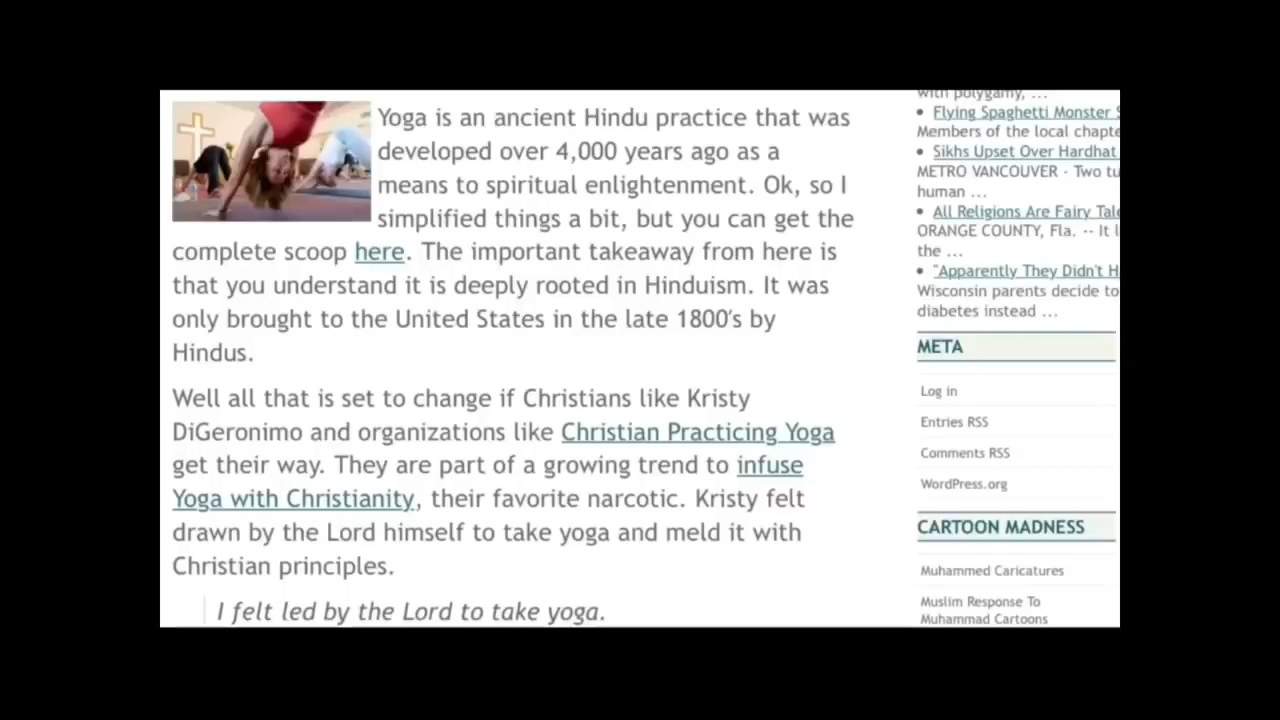 Yoga is an ancient Hindu practice that was
developed over 4,000 years ago as a
means to spiritual enlightenment. Ok, so I
simplified things a bit, but you can get the
complete scoop here. The important takeaway from here is
that you understand it is deeply rooted in Hinduism. It was
only brought to the United States in the late 1800's by
Hindus.
Well all that is set to change if Christians like Kristy
DiGeronimo and organizations like Christian Practicing Yoga
get their way. They are part of a growing trend to infuse
Yoga with Christianity, their favorite narcotic. Kristy felt
drawn by the Lord himself to take yoga and meld it with
Christian principles.
I felt led by the Lord to take yoga.
with polygamy, ...
• Flying Spaghetti Monster
Members of the local
• Sikhs Upset Over Hardhat
METRO VANCOUVER - Two
human ...
• All Religions Are Fairy
ORANGE COUNTY, Fla. -- It
the ...
• "Apparently They Didn't
Wisconsin parents decide to
diabetes instead ...
META
Log in
Entries RSS
Comments RSS
WordPress.org
CARTOON MADNESS
Muhammed Caricatures
Muslim Response To
Muhammad Cartoons